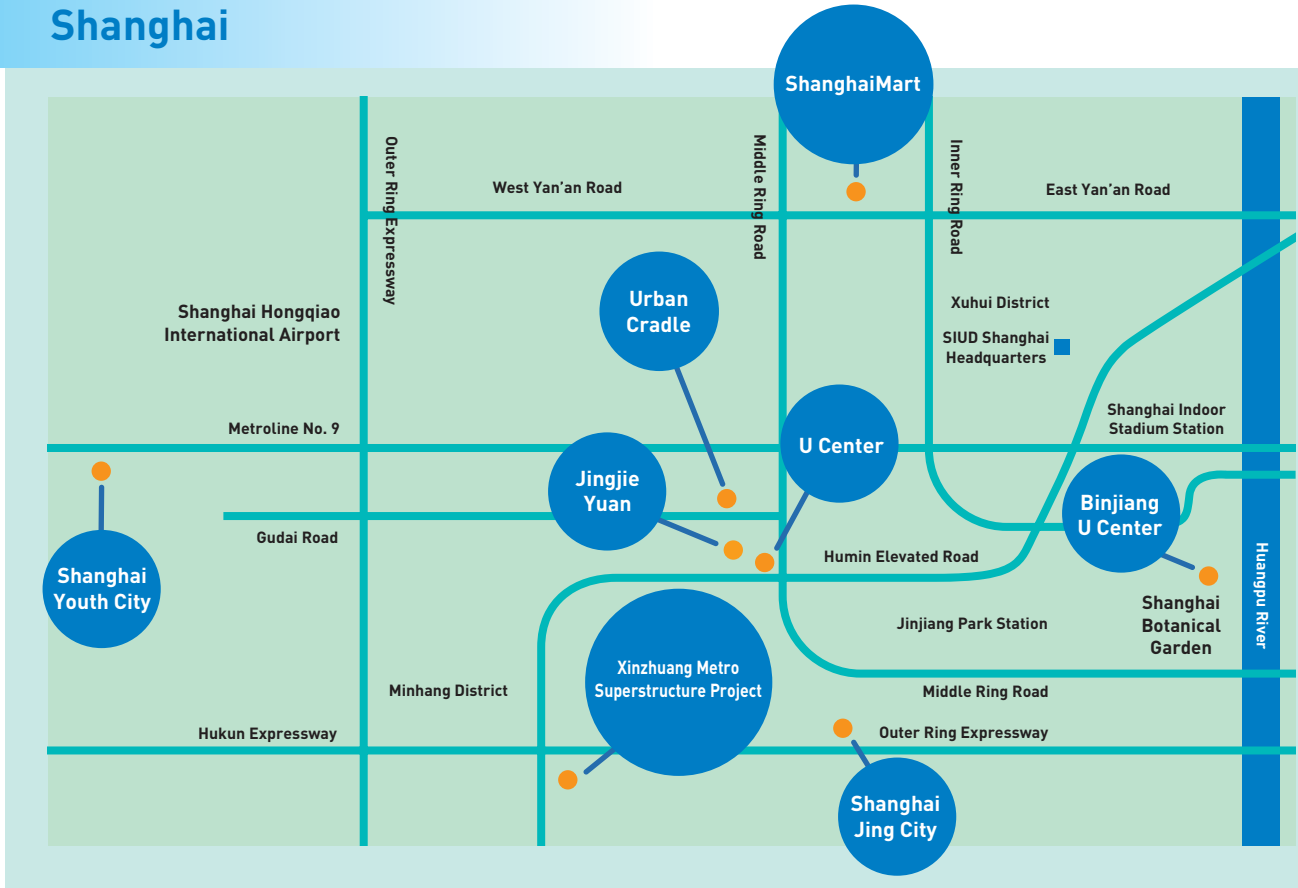 Shanghai
ShanghaiMart
Outer Ring Expressway
Middle Ring Road
Inner Ring Road
West Yan'an Road
East Yan'an Road
Urban
Cradle
Xuhui District
Shanghai Hongqiao
International Airport
SIUD Shanghai
Headquarters
Shanghai Indoor
Stadium Station
Metroline No. 9
U Center
Jingjie
Yuan
Binjiang
U Center
Gudai Road
Humin Elevated Road
Huangpu River
Shanghai
Youth City
Shanghai
Botanical
Garden
Jinjiang Park Station
Xinzhuang Metro
Superstructure Project
Minhang District
Middle Ring Road
Hukun Expressway
Outer Ring Expressway
Shanghai
Jing City